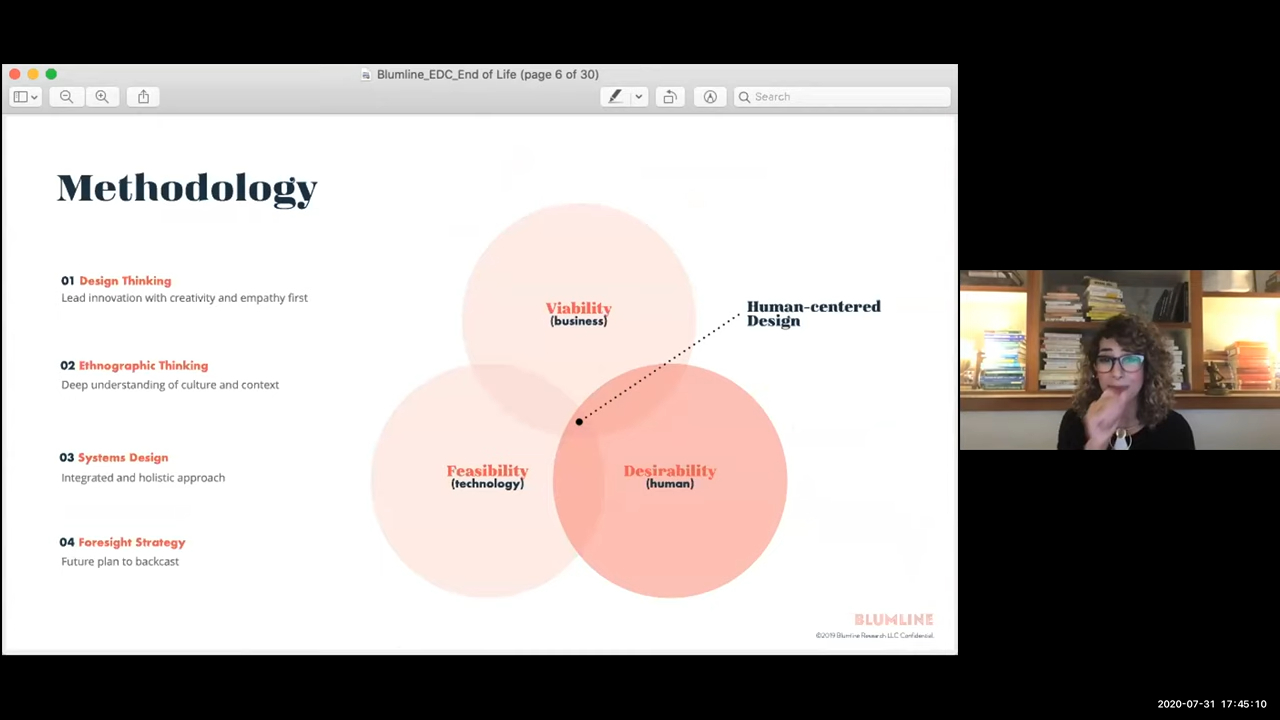 Blumline_EDC_End of Life (page 6 of 30)
Search
Methodology
01 Design Thinking
Lead innovation with creativity and empathy first
02 Ethnographic Thinking
Deep understanding of culture and context
03 Systems Design
Integrated and holistic approach
04 Foresight Strategy
Future plan to backcast
Viability
(business)
Human-centered
Design
Feasibility
(technology)
Desirability
(human)
BLUMLINE
©2019 Blumline Research LLC Confidential.
2020-07-31 17:45:10